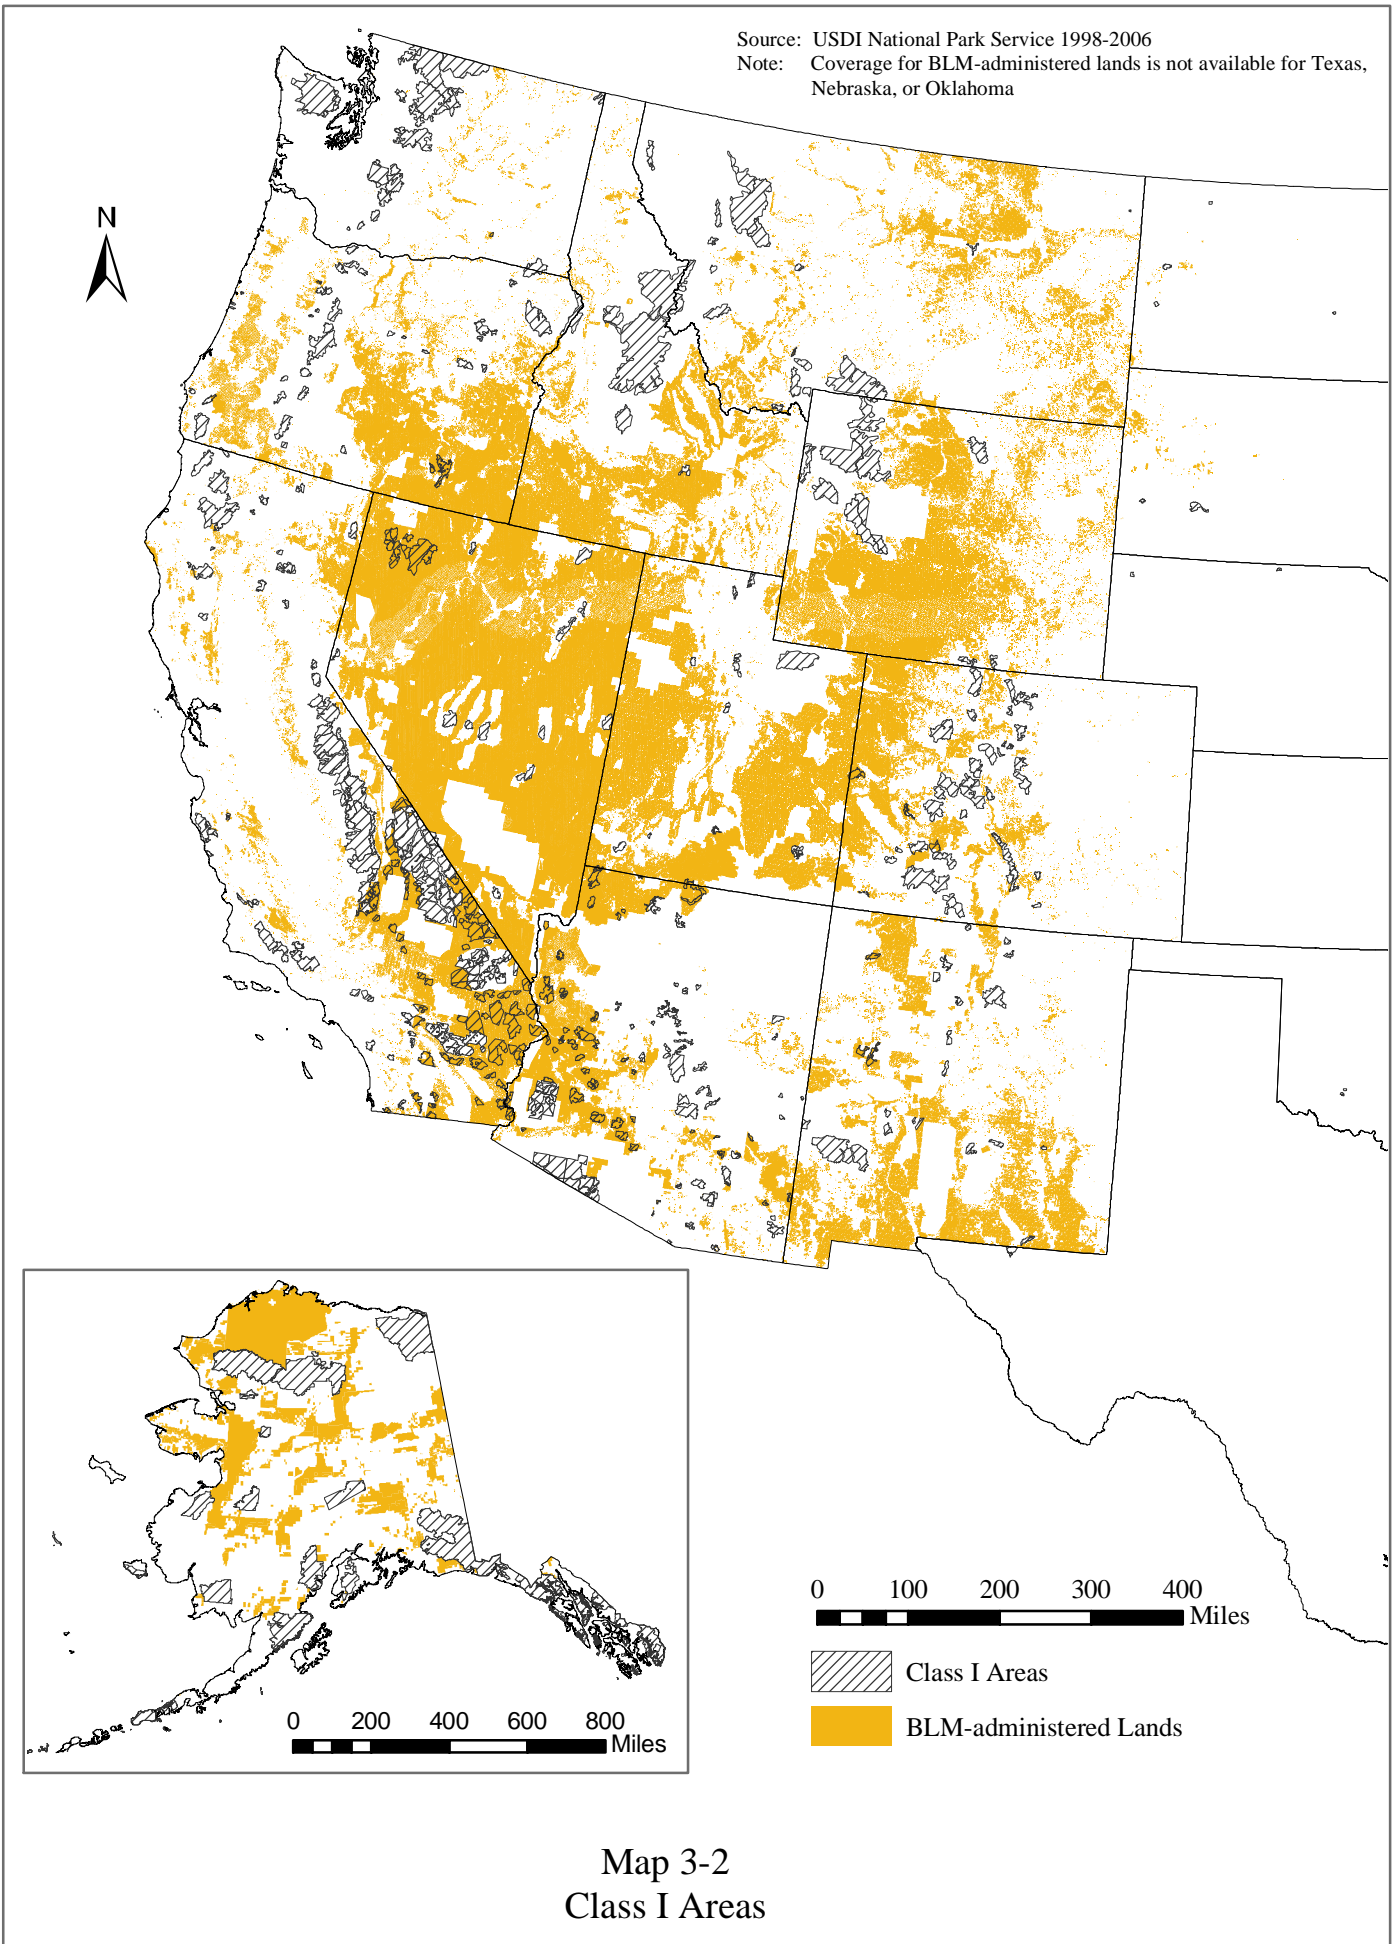 Source: USDI National Park Service 1998-2006
Note: Coverage for BLM-administered lands is not available for Texas,
Nebraska, or Oklahoma
N
0 100 200 300 400
Miles
Class I Areas
BLM-administered Lands
0 200 400 600 800
Miles
Map 3-2
Class I Areas